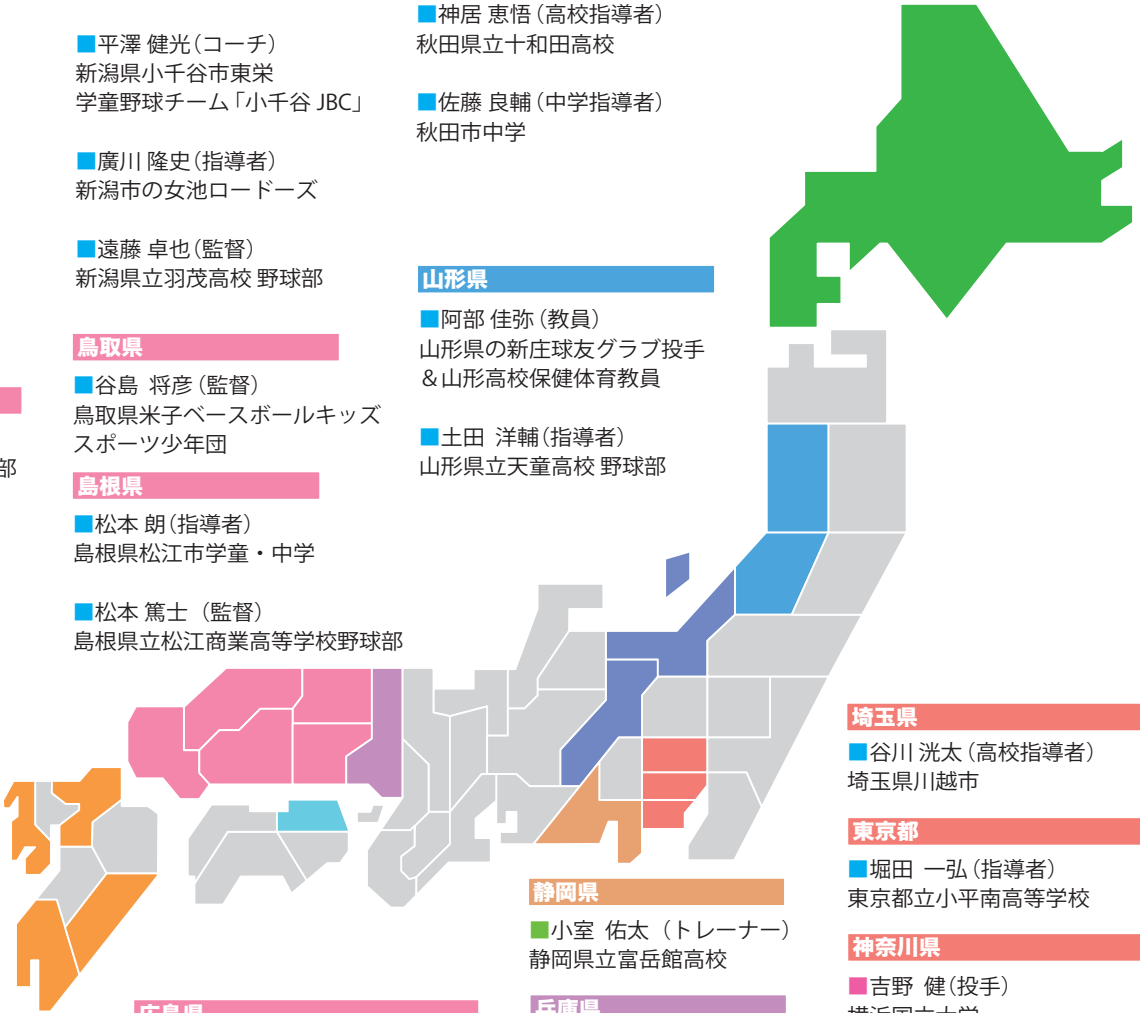 ■平澤 健光(コーチ)
新潟県小千谷市東栄
学童野球チーム「小千谷 JBC」
■廣川 隆史(指導者)
新潟市の女池ロードーズ
■遠藤 卓也(監督)
新潟県立羽茂高校 野球部
鳥取県
■谷島 将彦(監督)
鳥取県米子ベースボールキッズ
スポーツ少年団
部
島根県
■松本 朗(指導者)
島根県松江市学童・中学
■松本 篤士(監督)
島根県立松江商業高等学校野球部
■神居 恵悟(高校指導者)
秋田県立十和田高校
■佐藤 良輔(中学指導者)
秋田市中学
山形県
■阿部 佳弥(教員)
山形県の新庄球友グラブ投手
&山形高校保健体育教員
■土田 洋輔(指導者)
山形県立天童高校 野球部
埼玉県
■谷川 洸太(高校指導者)
埼玉県川越市
東京都
■堀田 一弘(指導者)
東京都立小平南高等学校
神奈川県
■吉野 健(投手)
横浜国立大学
静岡県
■小室 佑太(トレーナー)
静岡県立富岳館高校
広島県
兵庫県